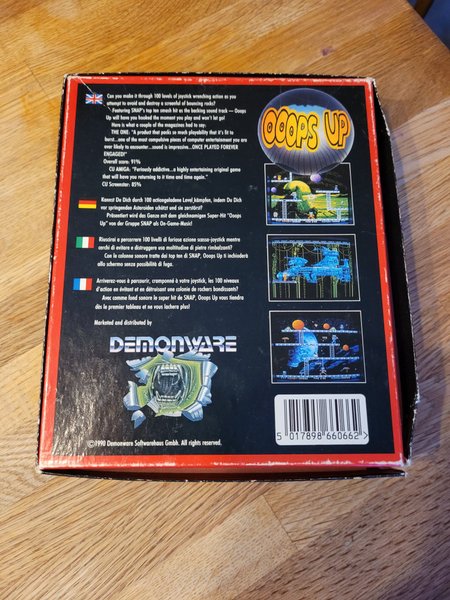 Can you make it through 100 levels of joystick wrenching action as you
attempt to avoid and destroy a screenful of bouncing rocks?
Featuring SNAP's top ten smash hit as the backing sound track — Ooops
Up will have you hooked the moment you play and won't let go!
Here is what a couple of the magazines had to say:
THE ONE: "A product that packs so much playability that it's fit to
burst...one of the most compulsive pieces of computer entertainment you are
ever likely to encounter...sound is impressive...ONCE PLAYED FOREVER
ENGAGED!"
Overall score: 91%
CU AMIGA: "Furiously addictive...a highly entertaining original game
that will have you returning to it time and time again."
CU Screenstar: 85%
OOOPS UP
Kannst Du Dich durch 100 actiongeladene Level kämpfen, indem Du Dich
vor springenden Asteroiden schützt und sie zerstörst?
Präsentiert wird das Ganze mit dem gleichnamigen Super-Hit "Ooops
Up" von der Gruppe SNAP als On-Game-Music!
Riuscirai a percorrere 100 livelli di furiosa azione spacca-joystick mentre
cerchi di evitare e distruggere una moltitudine di pietre rimbalzanti?
Con la colonna sonora tratta dai top ten di SNAP, Ooops Up ti inchioderà
allo schermo senza possibilità di fuga.
Arriverez-vous à parcourir, cramponné à votre joystick, les 100 niveaux
d'action en évitant et en détruisant une colonie de rochers bondissants?
Avec comme fond sonore le super hit de SNAP, Ooops Up vous tiendra
dès le premier tableau et ne vous lachera plus!
Marketed and distributed by
DEMONWARE
©1990 Demonware Softwarehaus Gmbh. All rights reserved.
5 017898 660662 >